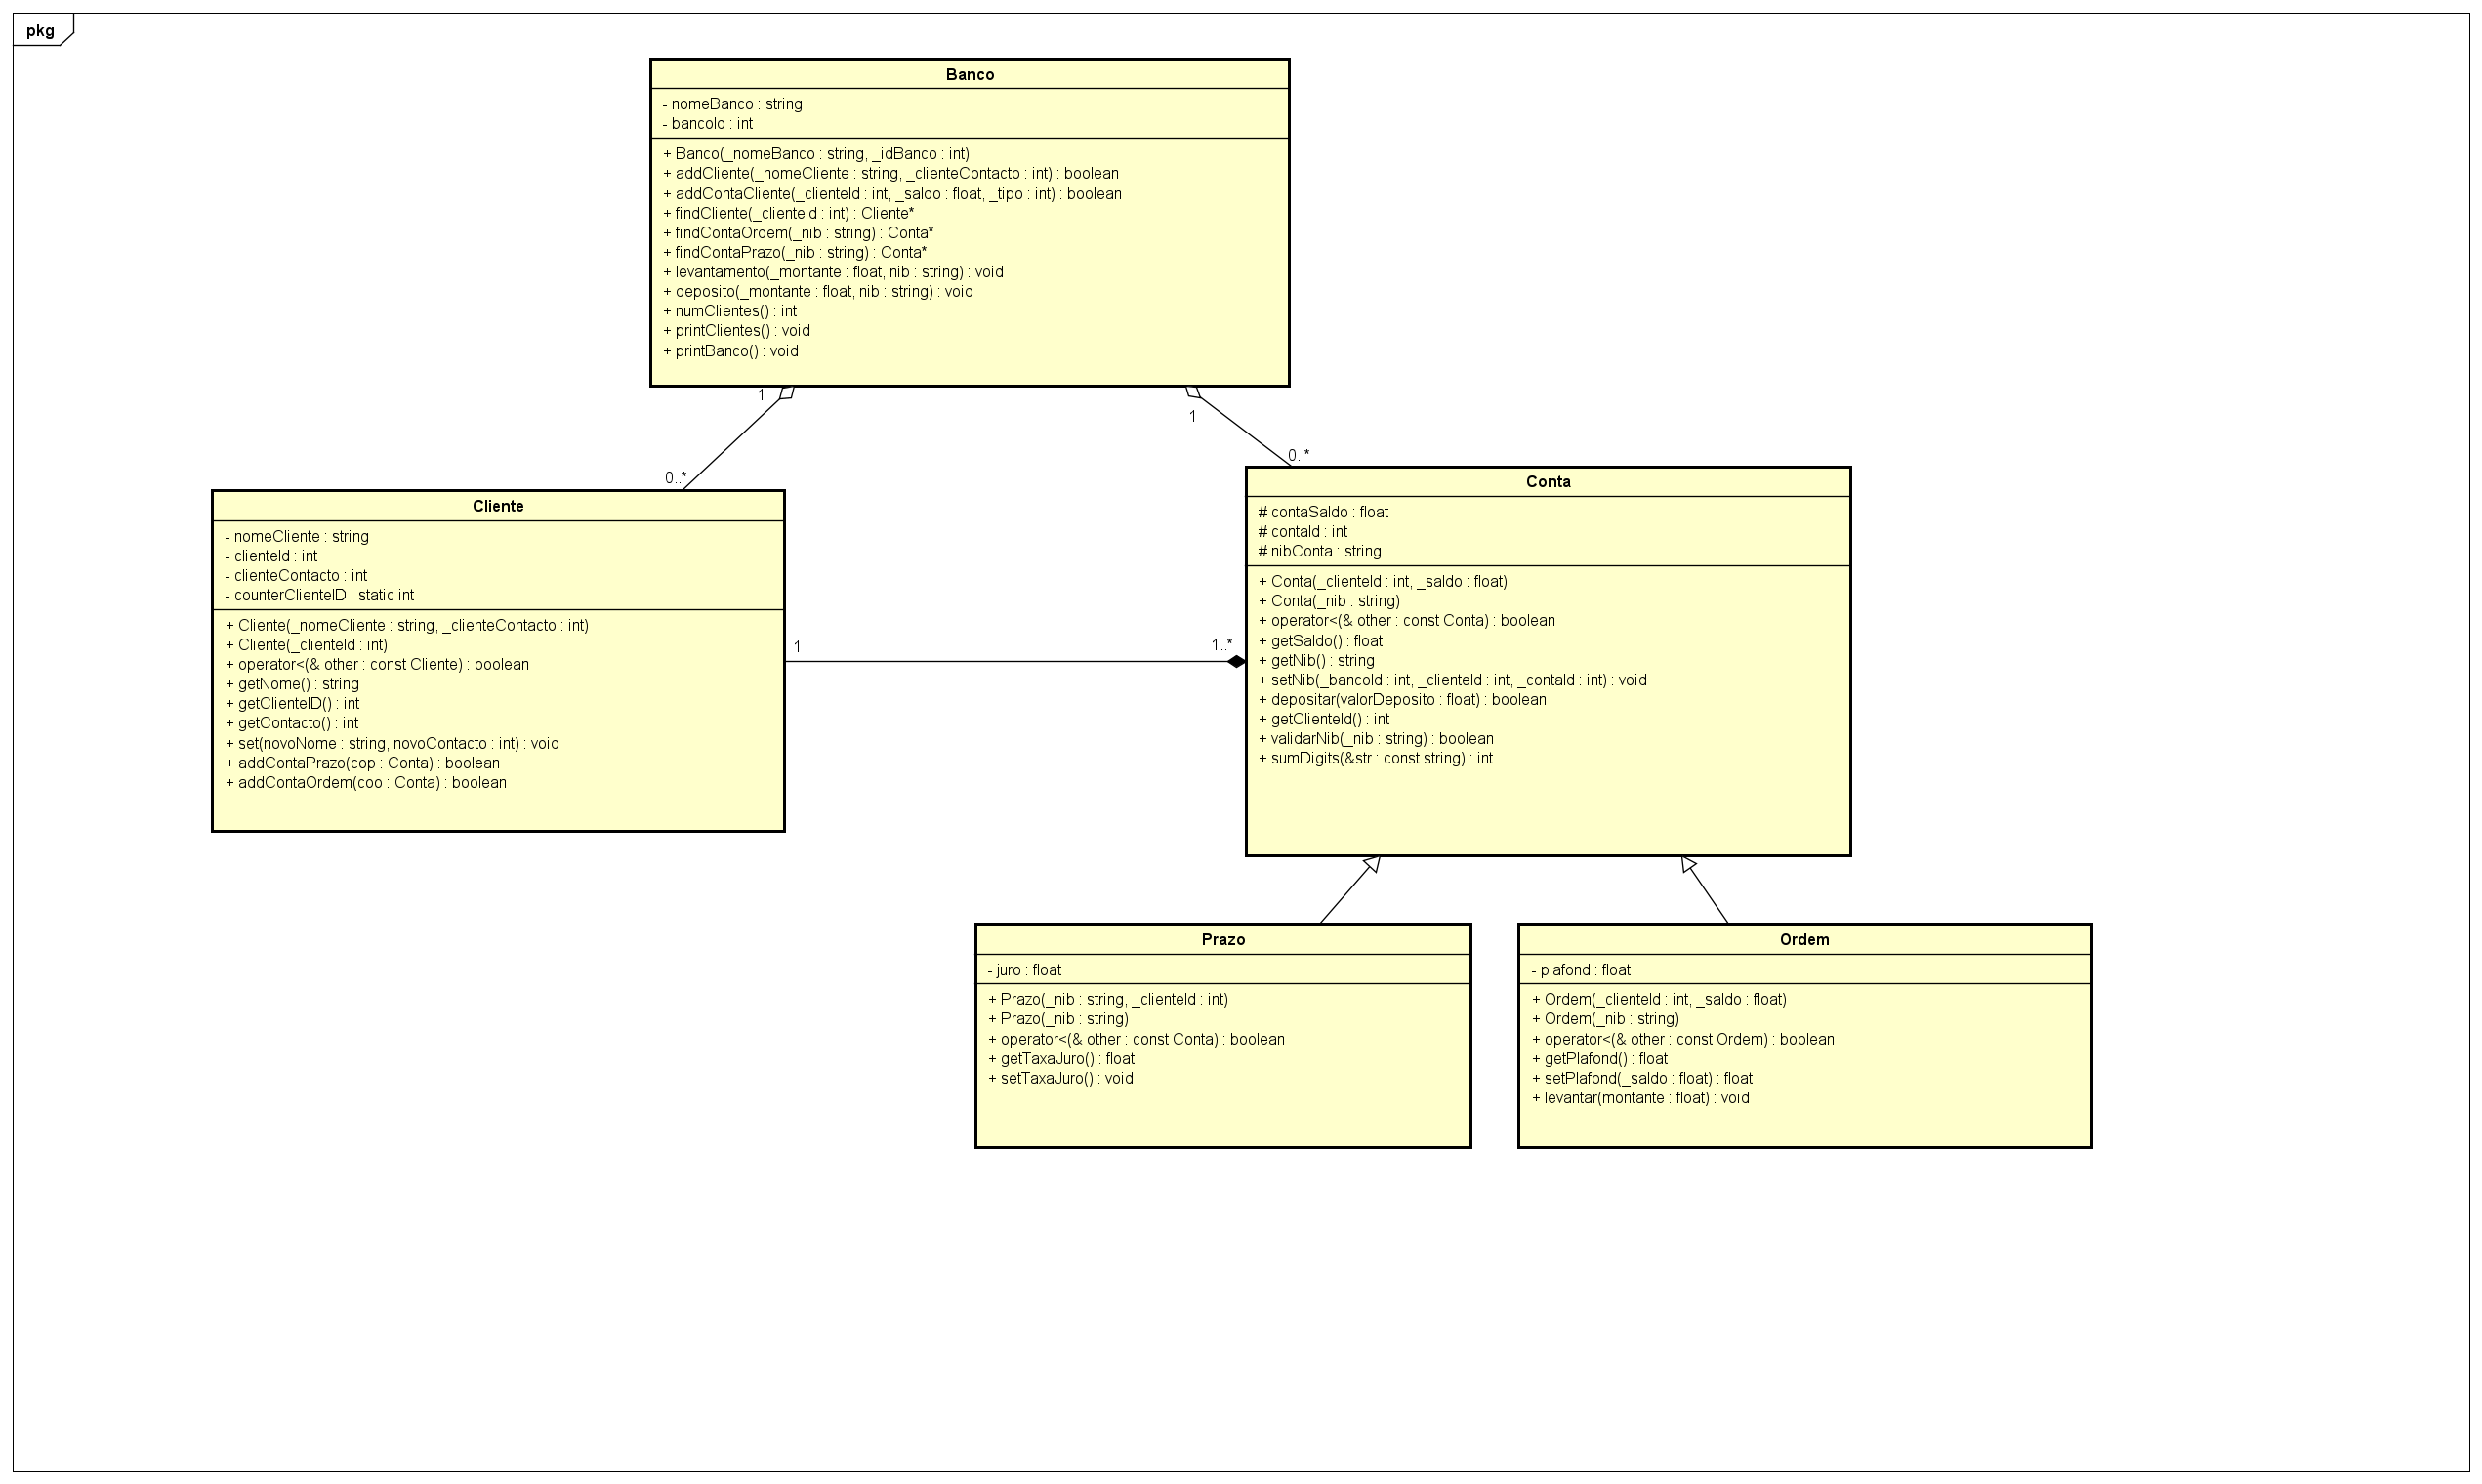 pkg
Banco
- nomeBanco : string
- bancoId : int
+ Banco(_nomeBanco : string, _idBanco : int)
+ addCliente(_nomeCliente : string, _clienteContacto : int) : boolean
+ addContaCliente(_clienteId : int, _saldo : float, _tipo : int) : boolean
+ findCliente(_clienteId : int) : Cliente*
+ findContaOrdem(_nib : string) : Conta*
+ findContaPrazo(_nib : string) : Conta*
+ levantamento(_montante : float, nib : string) : void
+ deposito(_montante : float, nib : string) : void
+ numClientes() : int
+ printClientes() : void
+ printBanco() : void
1
1
0..*
0..*
Cliente
- nomeCliente : string
- clienteId : int
- clienteContacto : int
- counterClienteID : static int
+ Cliente(_nomeCliente : string, _clienteContacto : int)
+ Cliente(_clienteId : int)
+ operator<(& other : const Cliente) : boolean
+ getNome() : string
+ getClienteID() : int
+ getContacto() : int
+ set(novoNome : string, novoContacto : int) : void
+ addContaPrazo(cop : Conta) : boolean
+ addContaOrdem(coo : Conta) : boolean
1
1..*
Conta
# contaSaldo : float
# contaId : int
# nibConta : string
+ Conta(_clienteId : int, _saldo : float)
+ Conta(_nib : string)
+ operator<(& other : const Conta) : boolean
+ getSaldo() : float
+ getNib() : string
+ setNib(_bancoId : int, _clienteId : int, _contaId : int) : void
+ depositar(valorDeposito : float) : boolean
+ getClienteId() : int
+ validarNib(_nib : string) : boolean
+ sumDigits(&str : const string) : int
Prazo
- juro : float
+ Prazo(_nib : string, _clienteId : int)
+ Prazo(_nib : string)
+ operator<(& other : const Conta) : boolean
+ getTaxaJuro() : float
+ setTaxaJuro() : void
Ordem
- plafond : float
+ Ordem(_clienteId : int, _saldo : float)
+ Ordem(_nib : string)
+ operator<(& other : const Ordem) : boolean
+ getPlafond() : float
+ setPlafond(_saldo : float) : float
+ levantar(montante : float) : void